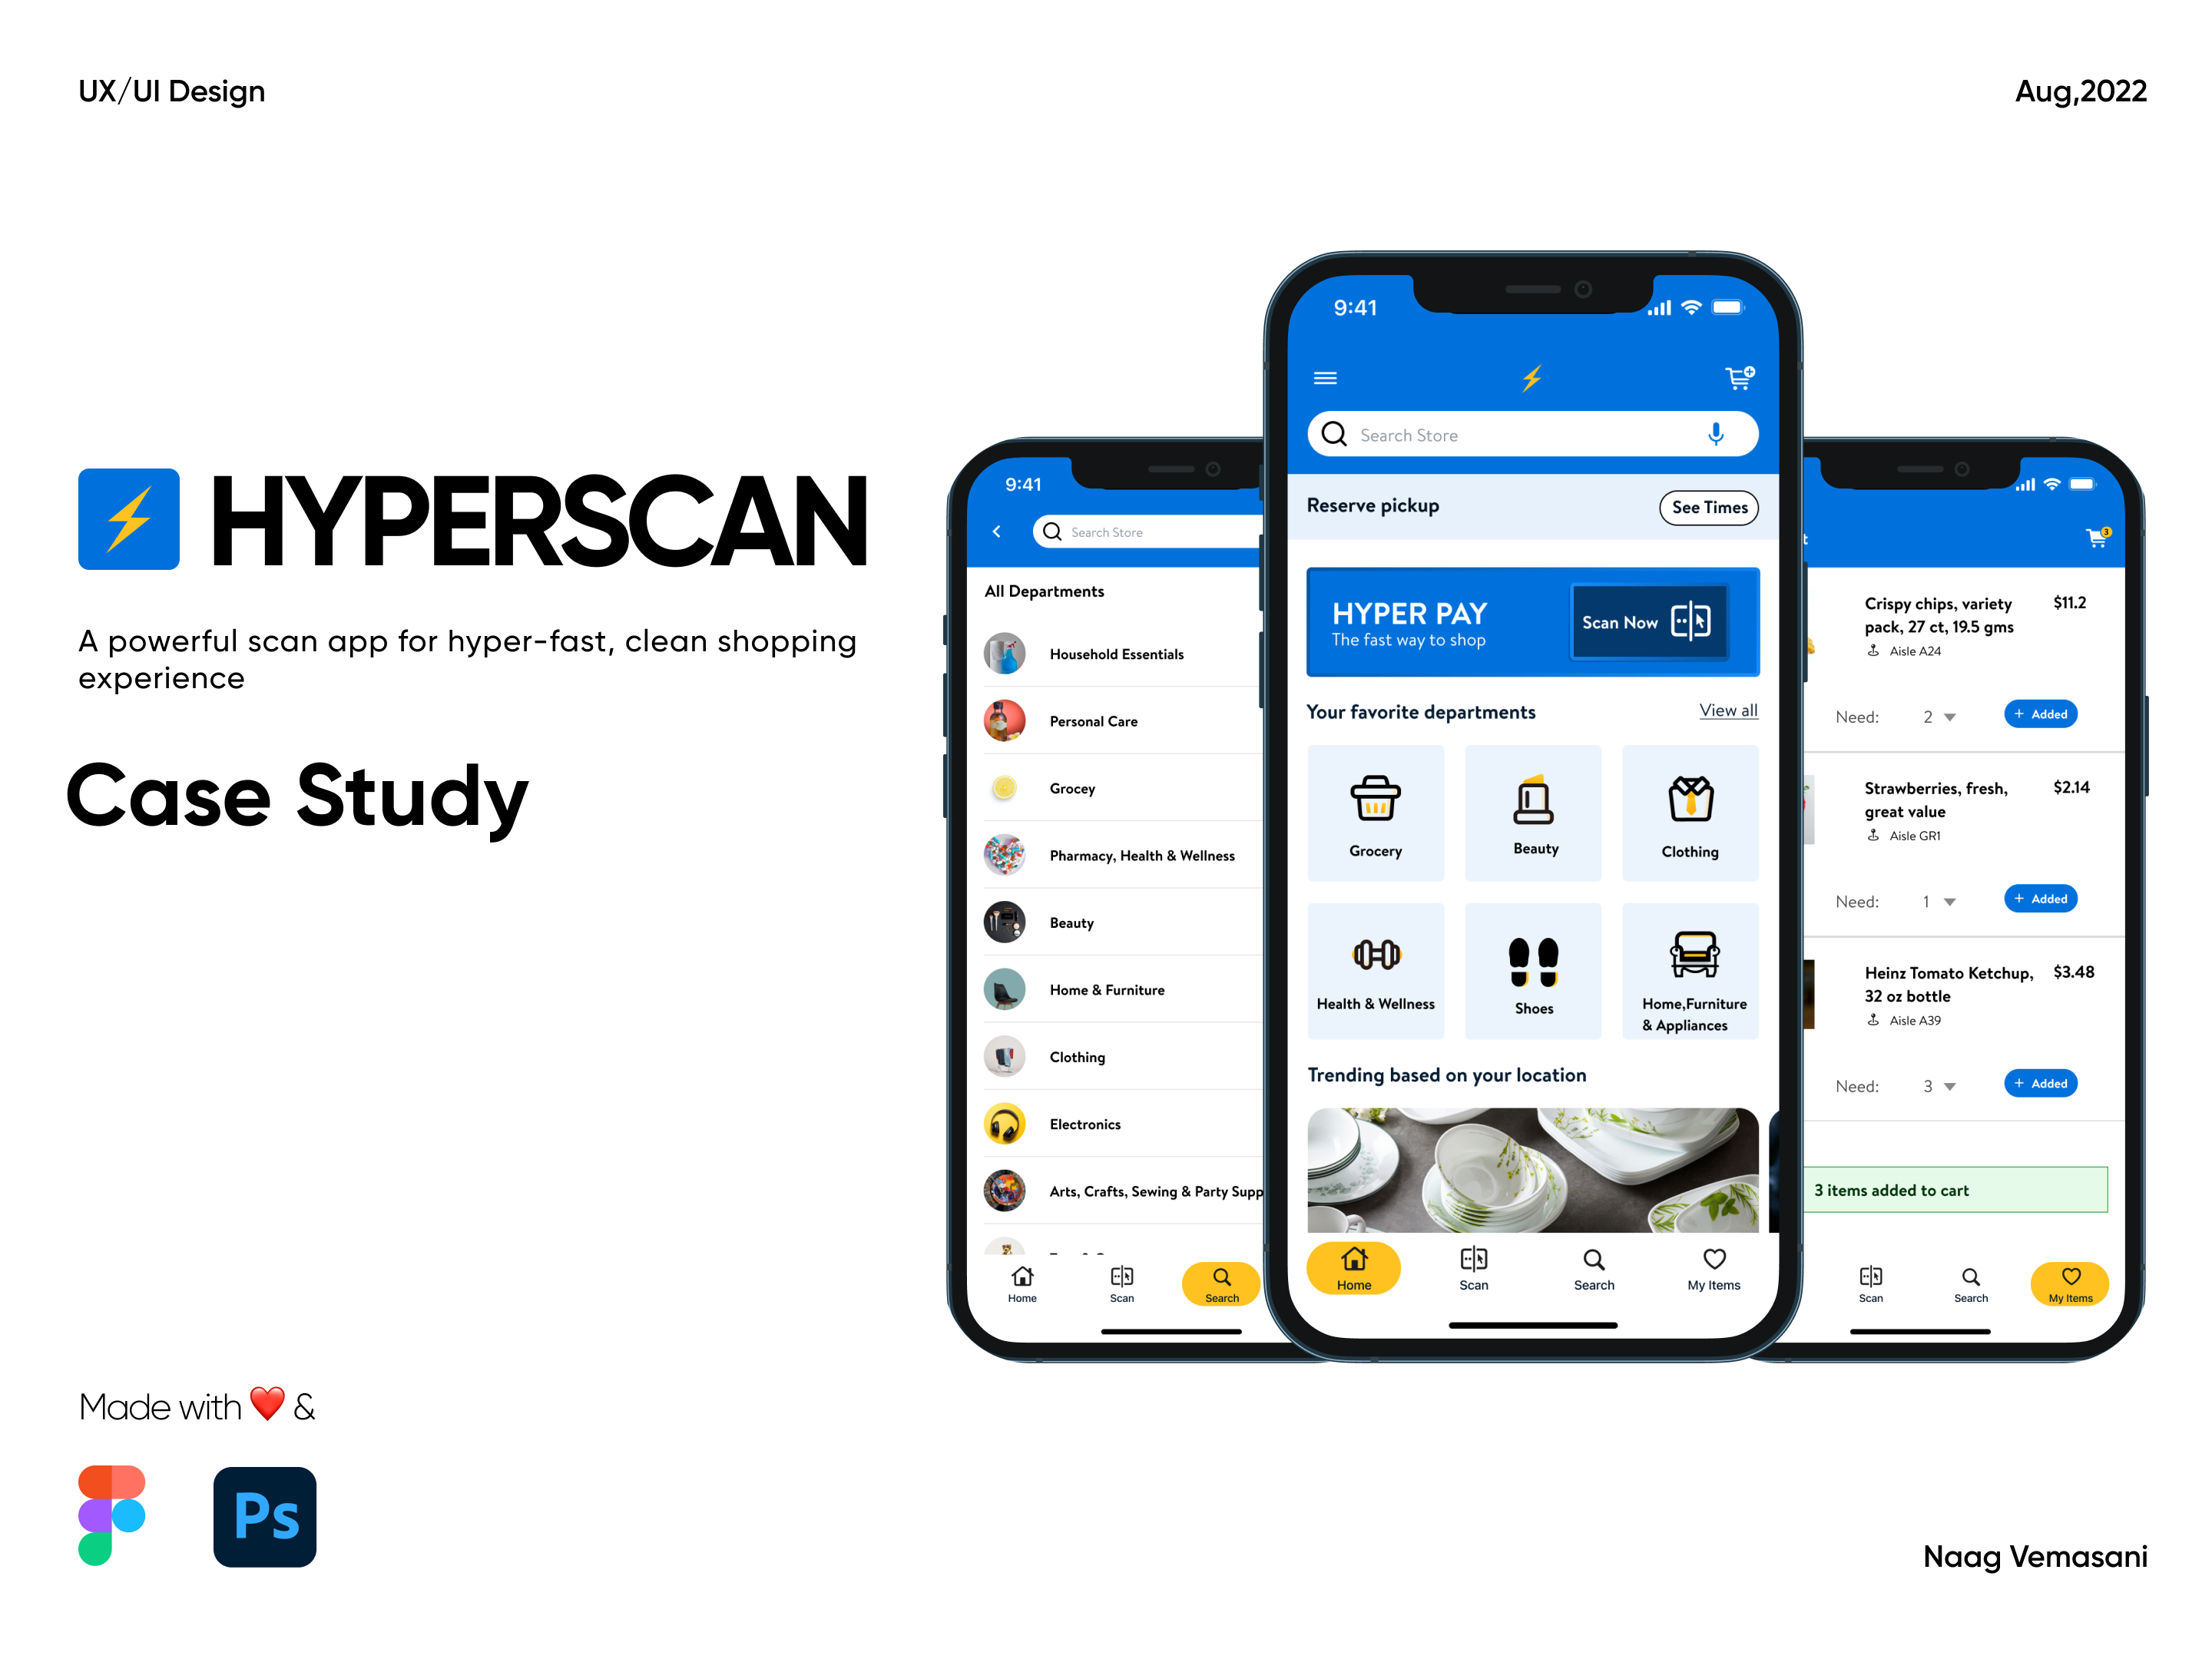 UX/UI Design
Aug,2022
HYPERSCAN
A powerful scan app for hyper-fast, clean shopping
experience
Case Study
9:41
Search Store
All Departments
Household Essentials
Personal Care
Grocey
Pharmacy, Health & Wellness
Beauty
Home & Furniture
Clothing
Electronics
Arts, Crafts, Sewing & Party Supp
Home
Scan
Search
9:41
Search Store
Reserve pickup
See Times
HYPER PAY
The fast way to shop
Scan Now
Your favorite departments
View all
Grocery
Beauty
Clothing
Health & Wellness
Shoes
Home,Furniture
& Appliances
Trending based on your location
Home
Scan
Search
My Items
t
3
Crispy chips, variety
pack, 27 ct, 19.5 gms
$11.2
Aisle A24
Need:
2
+ Added
Strawberries, fresh,
great value
$2.14
Aisle GR1
Need:
1
+ Added
Heinz Tomato Ketchup,
32 oz bottle
$3.48
Aisle A39
Need:
3
+ Added
3 items added to cart
Scan
Search
My Items
Made with ❤️ &
Ps
Naag Vemasani